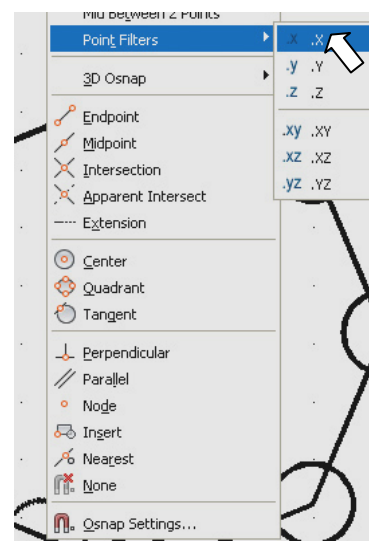 Mid Between 2 Points
Point Filters
3D Osnap
Endpoint
Midpoint
Intersection
Apparent Intersect
Extension
Center
Quadrant
Tangent
Perpendicular
Parallel
Node
Insert
Nearest
None
Osnap Settings...
.x .X
.y .Y
.z .Z
.xy .XY
.xz .XZ
.yz .YZ